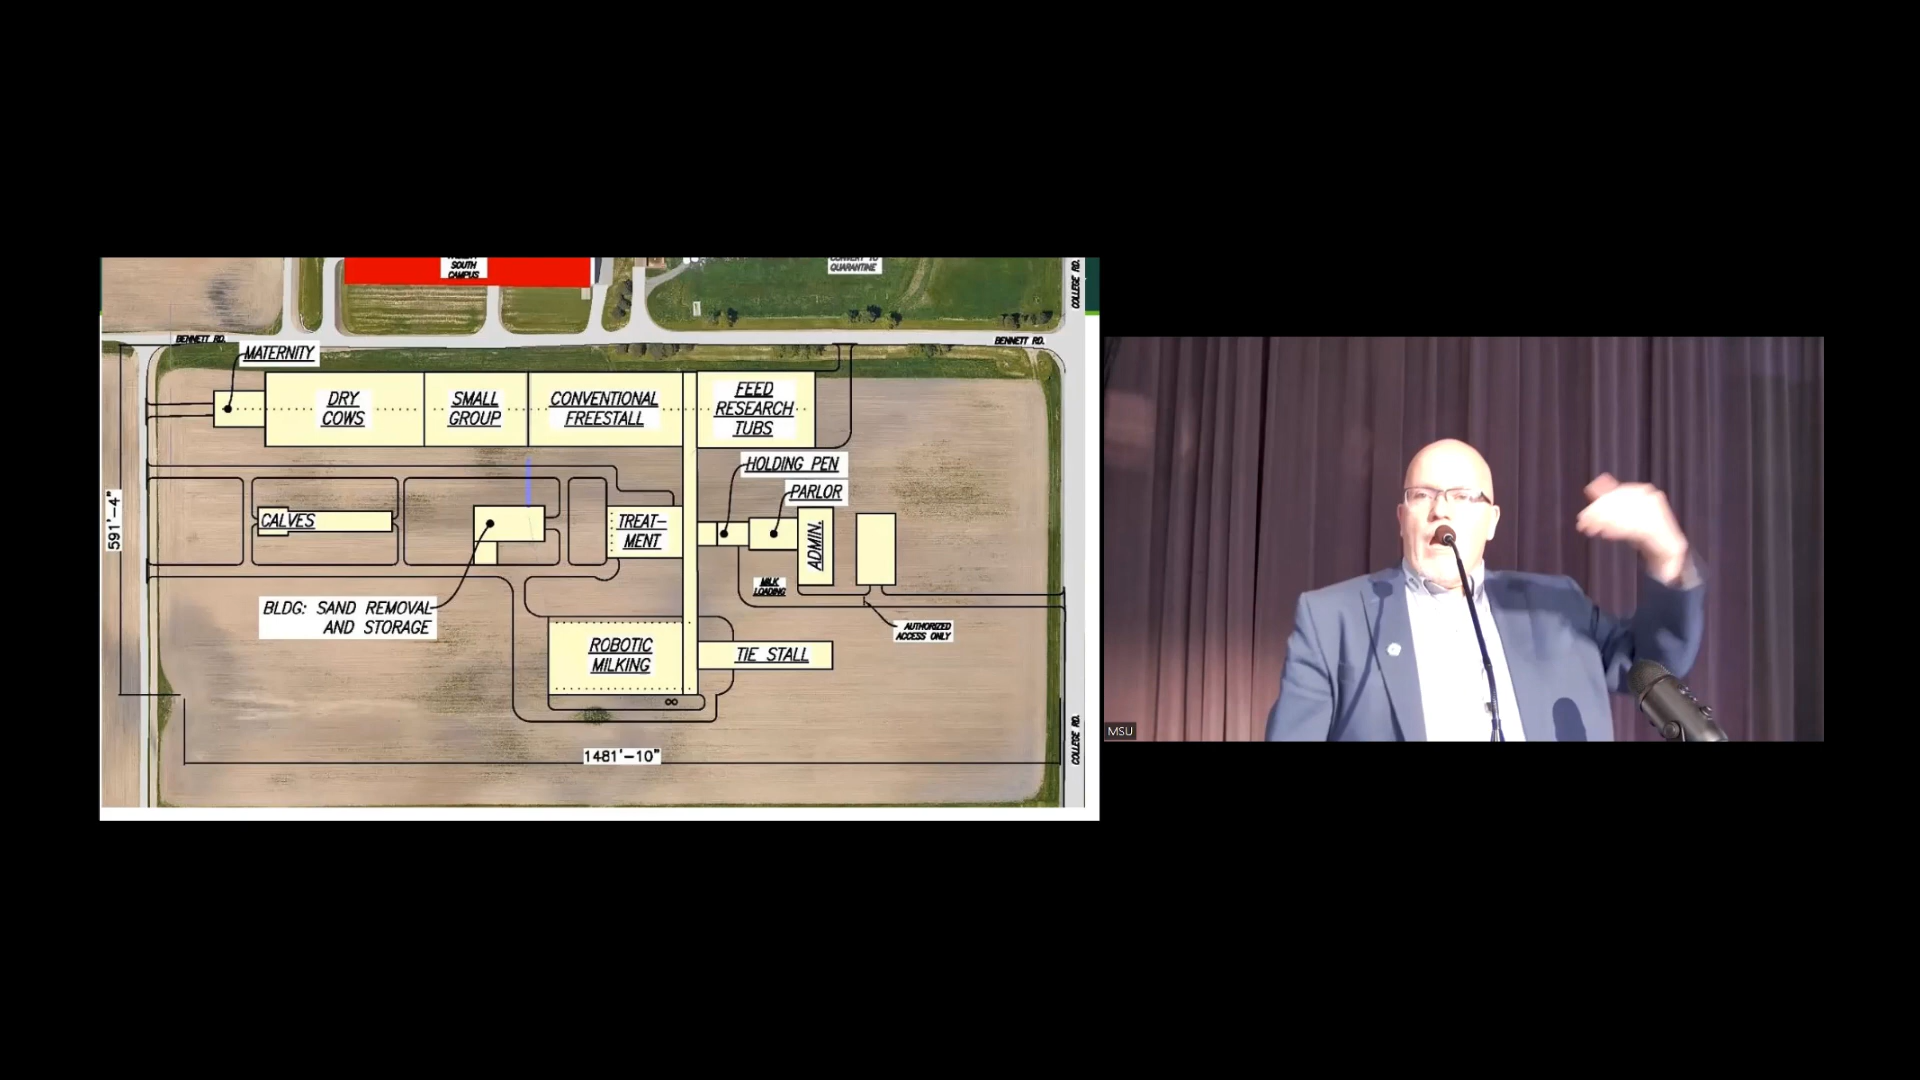 SOUTH
CAMPUS
QUARANTINE
COLLEGE RD.
BENNETT RD.
BENNETT RD.
MATERNITY
DRY
COWS
SMALL
GROUP
CONVENTIONAL
FREESTALL
FEED
RESEARCH
TUBS
HOLDING PEN
PARLOR
591'-4"
CALVES
TREAT-
MENT
ADMIN.
MILK
LOADING
BLDG: SAND REMOVAL
AND STORAGE
AUTHORIZED
ACCESS ONLY
ROBOTIC
MILKING
TIE STALL
COLLEGE RD.
1481'-10"
MSU